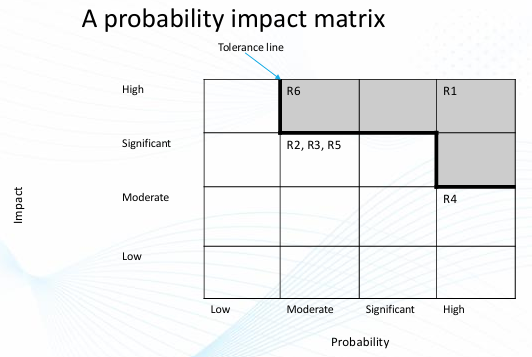 A probability impact matrix
Tolerance line
High
R6
R1
Significant
R2, R3, R5
Impact
Moderate
R4
Low
Low
Moderate
Significant
High
Probability